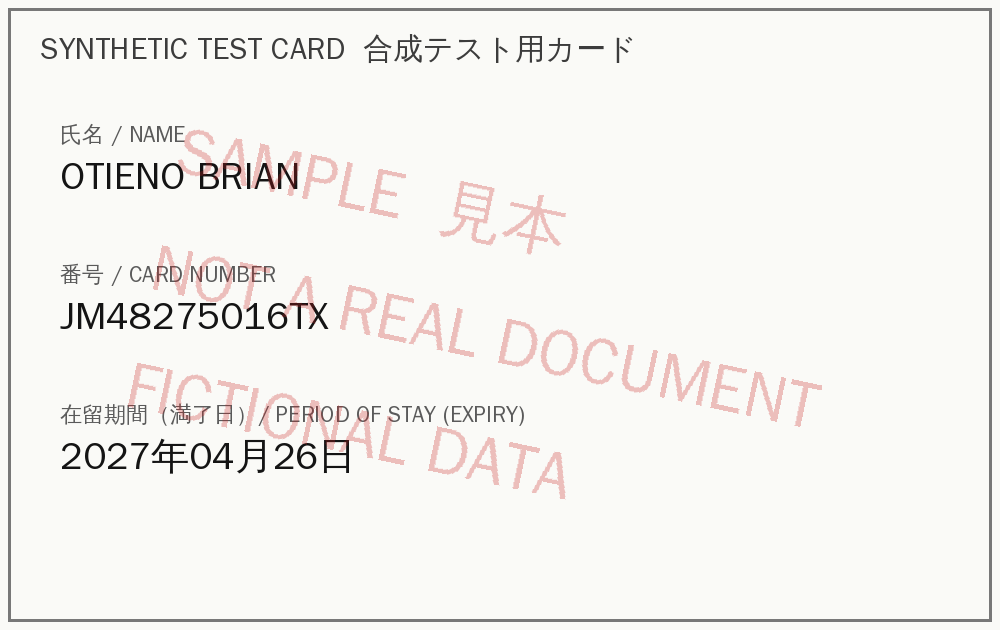 SYNTHETIC TEST CARD 合成テスト用カード
氏名 / NAME
OTIENO BRIAN
番号 / CARD NUMBER
JM48275016TX
在留期間（満了日）/ PERIOD OF STAY (EXPIRY)
2027年04月26日
SAMPLE 見本
NOT A REAL DOCUMENT
FICTIONAL DATA